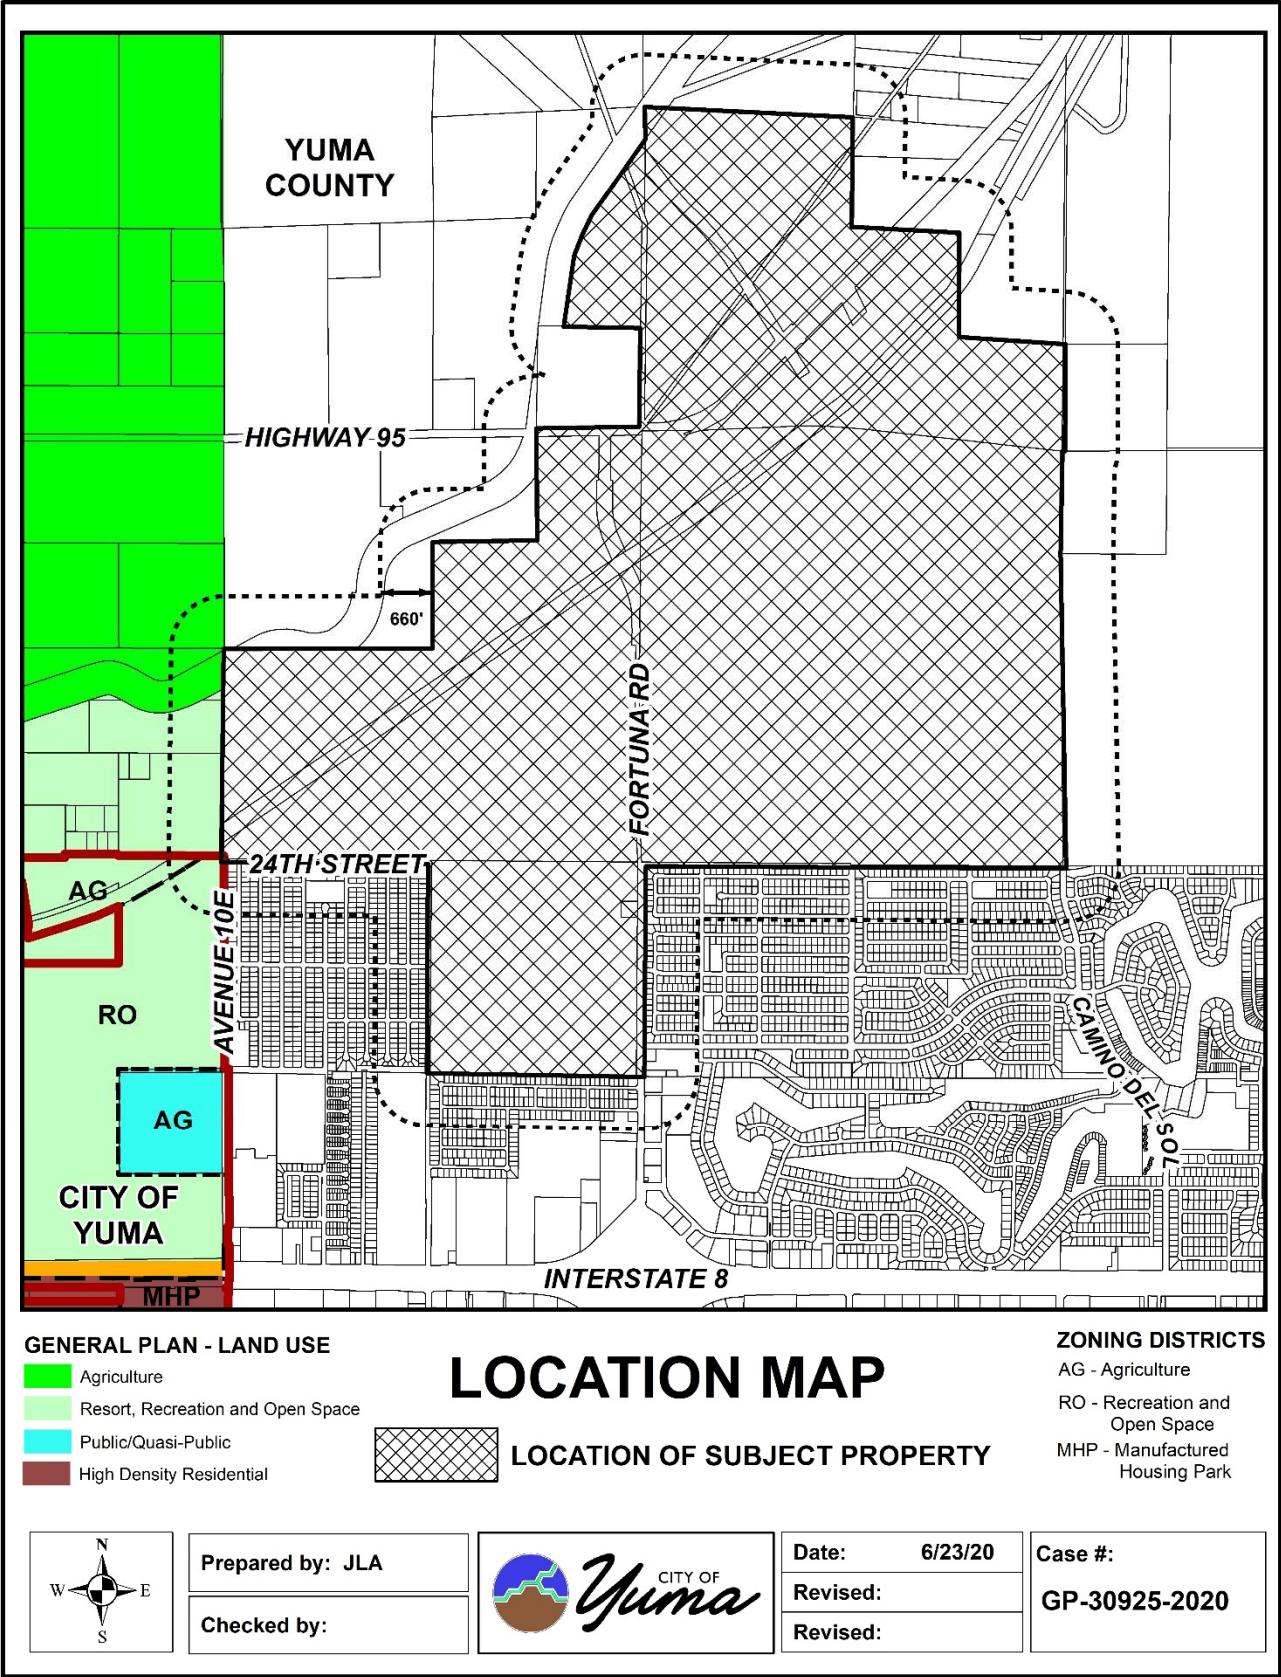 YUMA
COUNTY
HIGHWAY 95
660'
FORTUNA RD
24TH STREET
AG
AVENUE 10E
RO
CAMINO DEL SOL
AG
CITY OF
YUMA
INTERSTATE 8
MHP
GENERAL PLAN - LAND USE
Agriculture
Resort, Recreation and Open Space
Public/Quasi-Public
High Density Residential
LOCATION MAP
LOCATION OF SUBJECT PROPERTY
ZONING DISTRICTS
AG - Agriculture
RO - Recreation and
Open Space
MHP - Manufactured
Housing Park
N
W E
S
Prepared by: JLA
Checked by:
CITY OF
Yuma
Date: 6/23/20
Revised:
Revised:
Case #:
GP-30925-2020